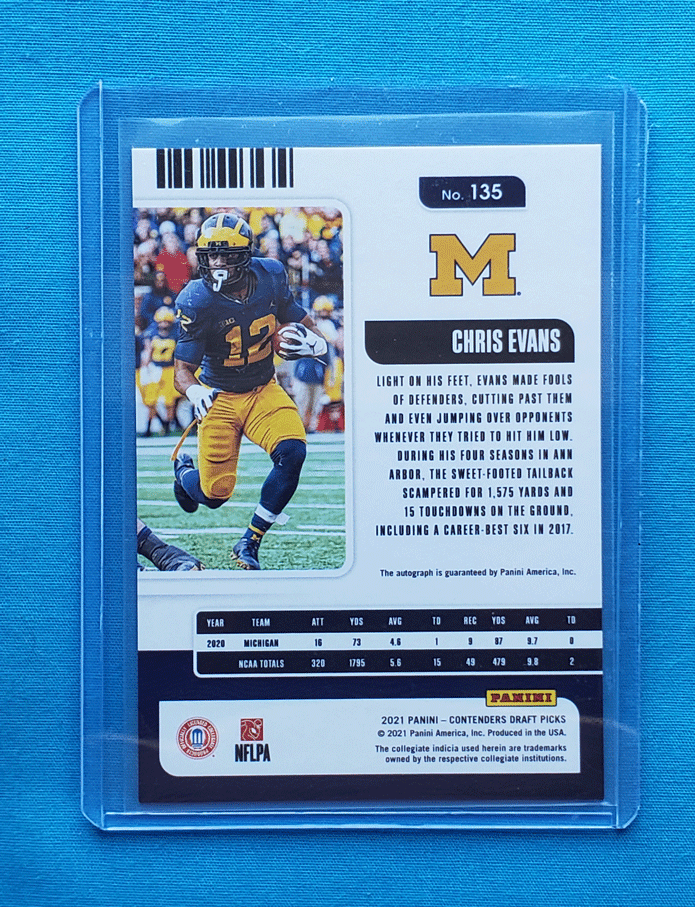 No. 135
M
CHRIS EVANS
LIGHT ON HIS FEET, EVANS MADE FOOLS
OF DEFENDERS, CUTTING PAST THEM
AND EVEN JUMPING OVER OPPONENTS
WHENEVER THEY TRIED TO HIT HIM LOW.
DURING HIS FOUR SEASONS IN ANN
ARBOR, THE SWEET-FOOTED TAILBACK
SCAMPERED FOR 1,575 YARDS AND
15 TOUCHDOWNS ON THE GROUND,
INCLUDING A CAREER-BEST SIX IN 2017.
12
The autograph is guaranteed by Panini America, Inc.
YEAR TEAM ATT YDS AVG TD REC YDS AVG TD
2020 MICHIGAN 16 73 4.6 1 9 87 9.7 0
NCAA TOTALS 320 1795 5.6 15 49 479 9.8 2
PANINI
2021 PANINI – CONTENDERS DRAFT PICKS
© 2021 Panini America, Inc. Produced in the USA.
The collegiate indicia used herein are trademarks
owned by the respective collegiate institutions.
NFLPA